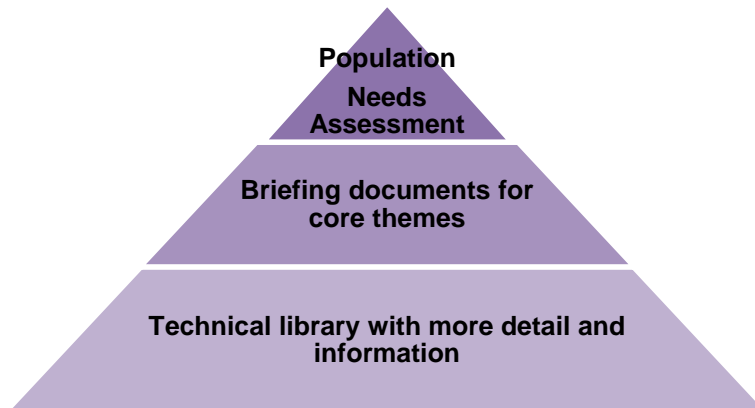 Population
Needs
Assessment
Briefing documents for
core themes
Technical library with more detail and
information